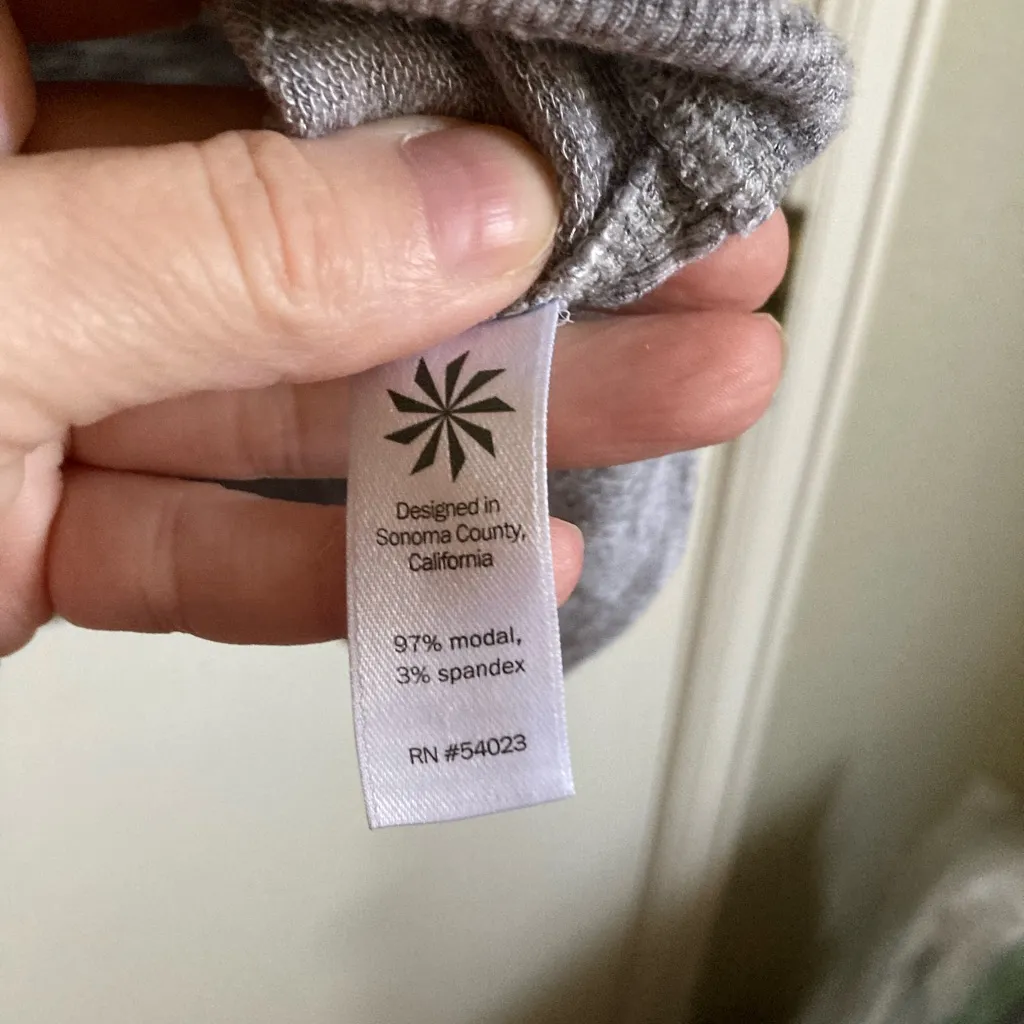 Designed in
Sonoma County,
California
97% modal,
3% spandex
RN #54023